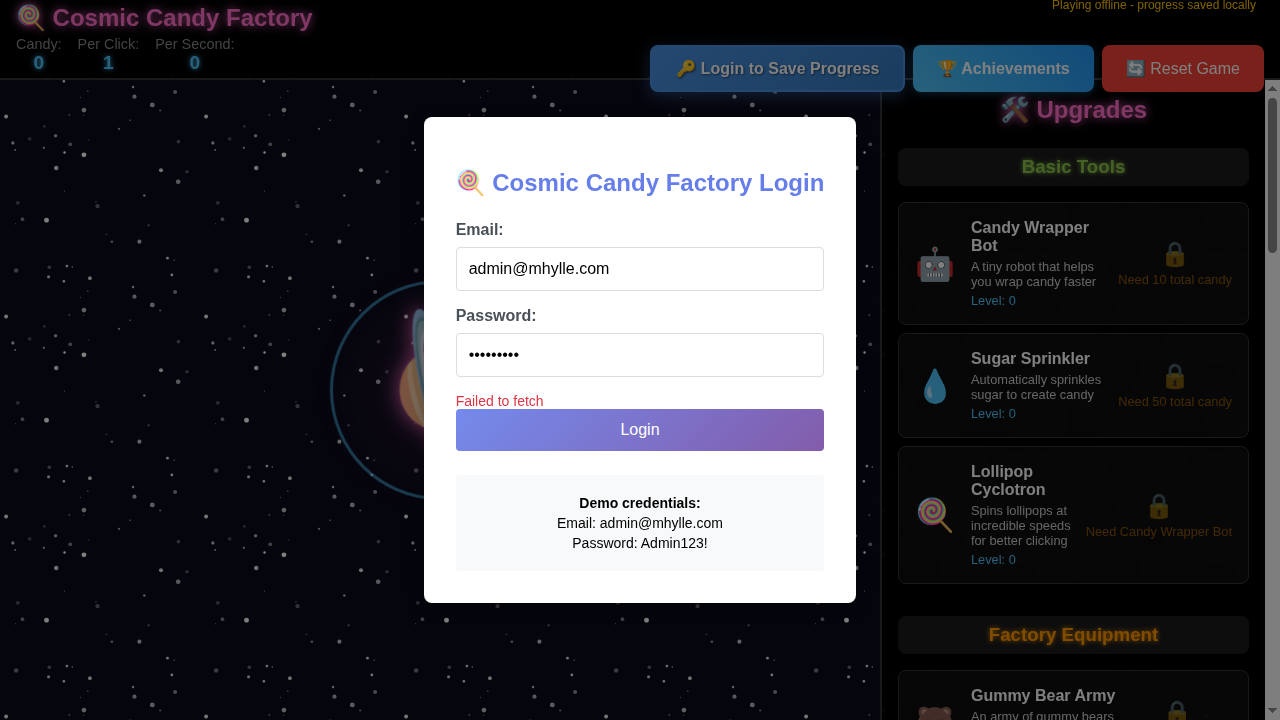 Playing offline - progress saved locally
🍭 Cosmic Candy Factory
Candy: Per Click: Per Second:
0 1 0
🔑 Login to Save Progress
🏆 Achievements
🔄 Reset Game
🍭 Cosmic Candy Factory Login
Email:
admin@mhylle.com
Password:
•••••••••
Failed to fetch
Login
Demo credentials:
Email: admin@mhylle.com
Password: Admin123!
🛠️ Upgrades
Basic Tools
Candy Wrapper
Bot
A tiny robot that helps
you wrap candy faster
Level: 0
Need 10 total candy
Sugar Sprinkler
Automatically sprinkles
sugar to create candy
Level: 0
Need 50 total candy
Lollipop
Cyclotron
Spins lollipops at
incredible speeds
for better clicking
Level: 0
Need Candy Wrapper Bot
Factory Equipment
Gummy Bear Army
An army of gummy bears